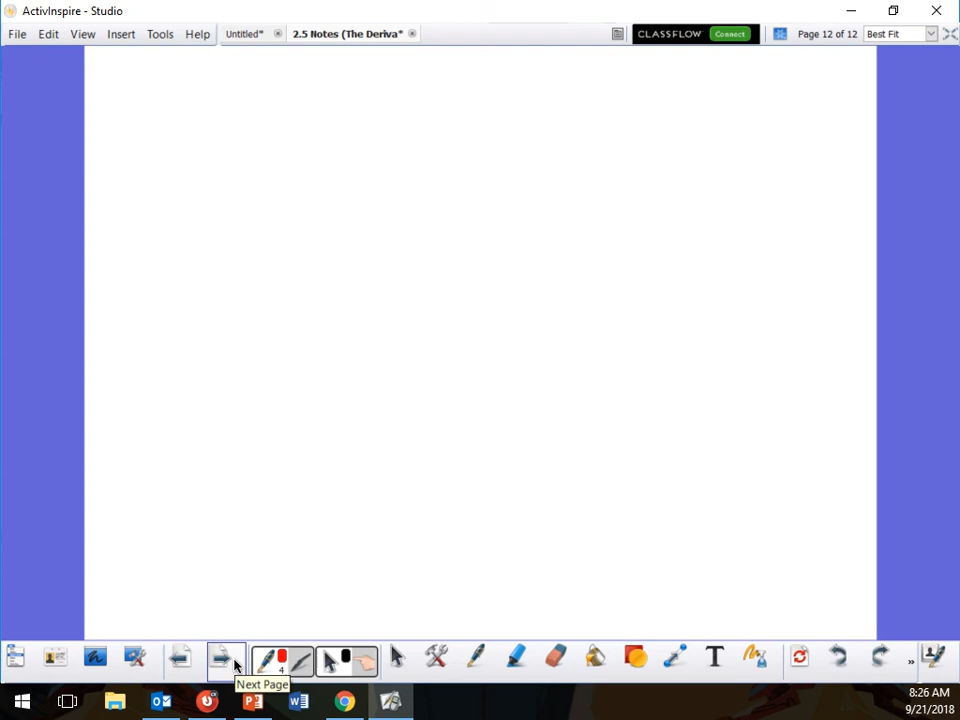 ActivInspire - Studio
File Edit View Insert Tools Help Untitled* 2.5 Notes (The Deriva* CLASSFLOW Connect Page 12 of 12 Best Fit
4
T
»
Next Page
8:26 AM
9/21/2018